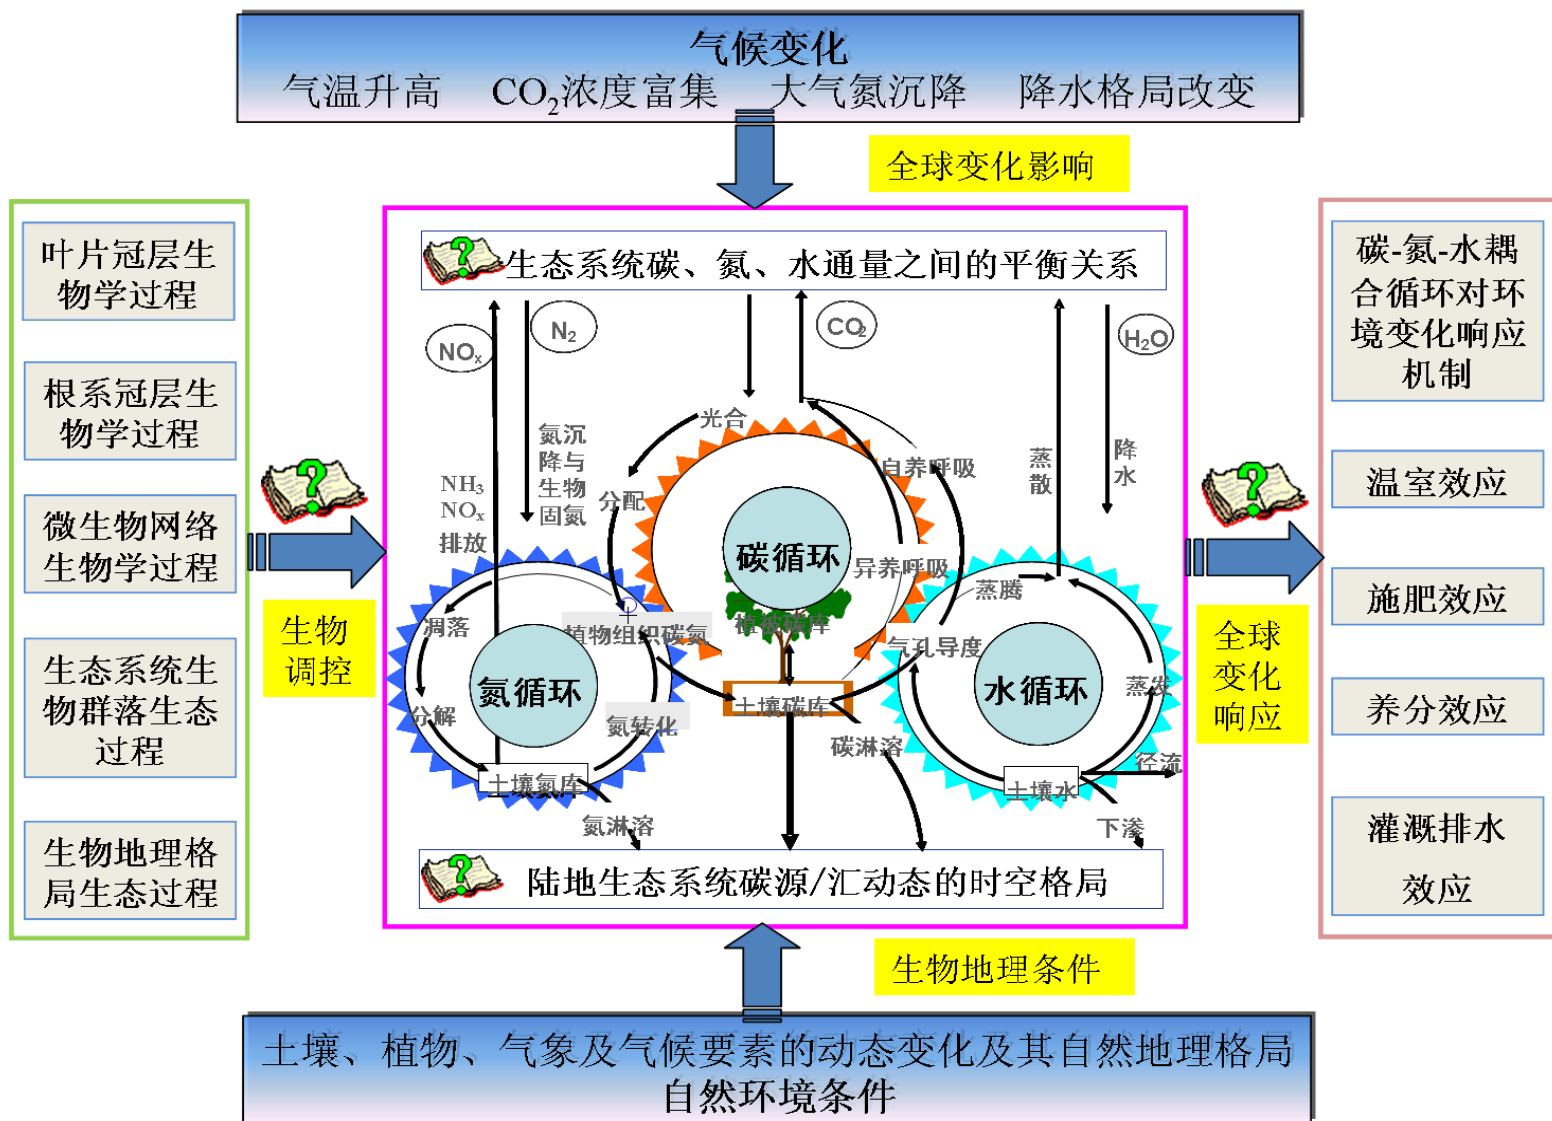 气候变化
气温升高 CO₂浓度富集 大气氮沉降 降水格局改变
全球变化影响
叶片冠层生
物学过程
根系冠层生
物学过程
微生物网络
生物学过程
生态系统生
物群落生态
过程
生物地理格
局生态过程
?
生物
调控
?
生态系统碳、氮、水通量之间的平衡关系
NOₓ
N₂
CO₂
H₂O
NH₃
NOₓ
排放
氮沉
降与
生物
固氮
光合
分配
自养呼吸
异养呼吸
蒸
散
降
水
碳循环
植被碳库
土壤碳库
碳淋溶
凋落
分解
氮循环
植物组织碳氮
氮转化
土壤氮库
氮淋溶
蒸腾
气孔导度
水循环
蒸发
径流
土壤水
下渗
?
陆地生态系统碳源/汇动态的时空格局
?
全球
变化
响应
碳-氮-水耦
合循环对环
境变化响应
机制
温室效应
施肥效应
养分效应
灌溉排水
效应
生物地理条件
土壤、植物、气象及气候要素的动态变化及其自然地理格局
自然环境条件